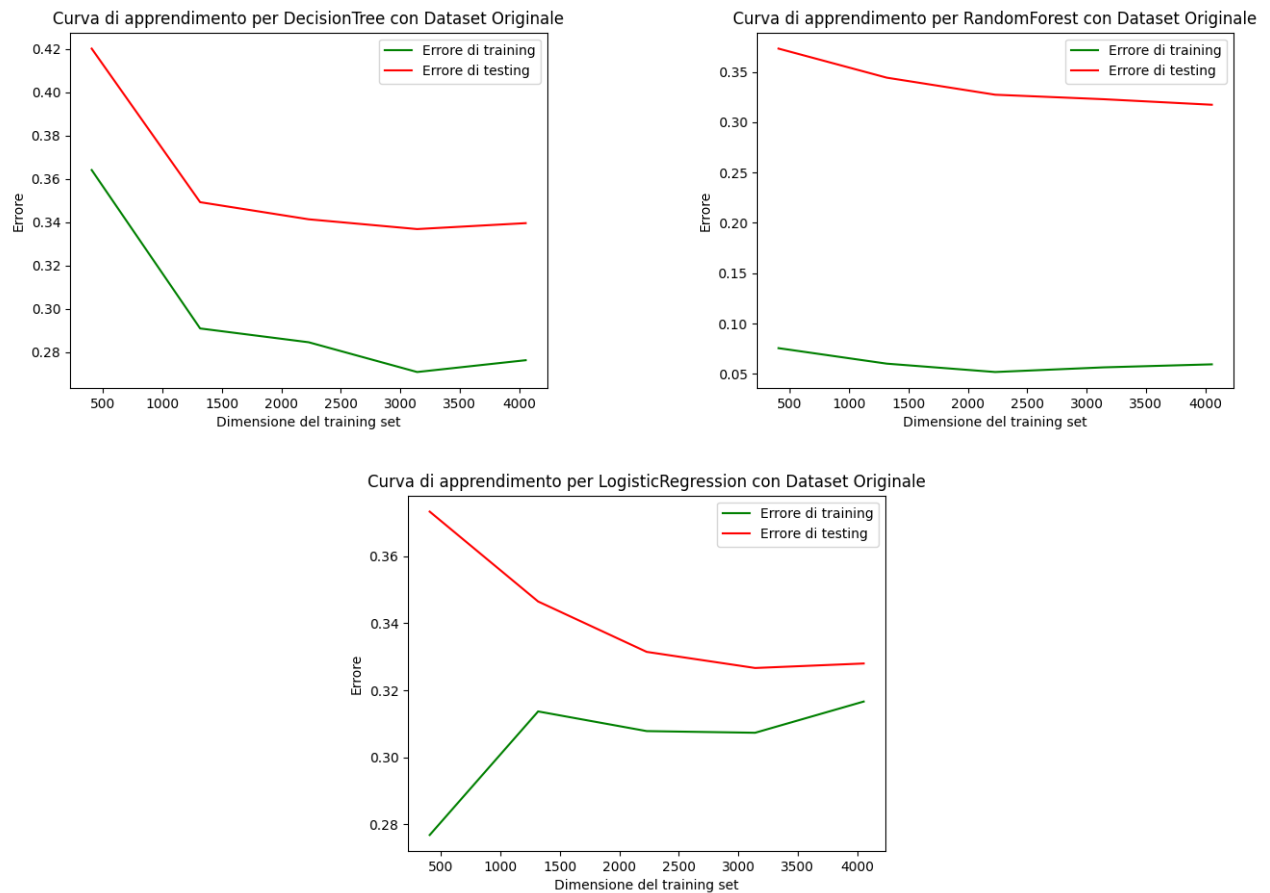 Curva di apprendimento per DecisionTree con Dataset Originale
Errore di training
Errore di testing
0.42
0.40
0.38
0.36
0.34
0.32
0.30
0.28
Errore
500 1000 1500 2000 2500 3000 3500 4000
Dimensione del training set
Curva di apprendimento per RandomForest con Dataset Originale
Errore di training
Errore di testing
0.35
0.30
0.25
0.20
0.15
0.10
0.05
Errore
500 1000 1500 2000 2500 3000 3500 4000
Dimensione del training set
Curva di apprendimento per LogisticRegression con Dataset Originale
Errore di training
Errore di testing
0.36
0.34
0.32
0.30
0.28
Errore
500 1000 1500 2000 2500 3000 3500 4000
Dimensione del training set